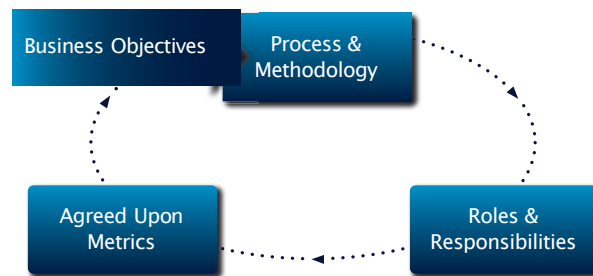 Business Objectives
Process &
Methodology
Roles &
Responsibilities
Agreed Upon
Metrics